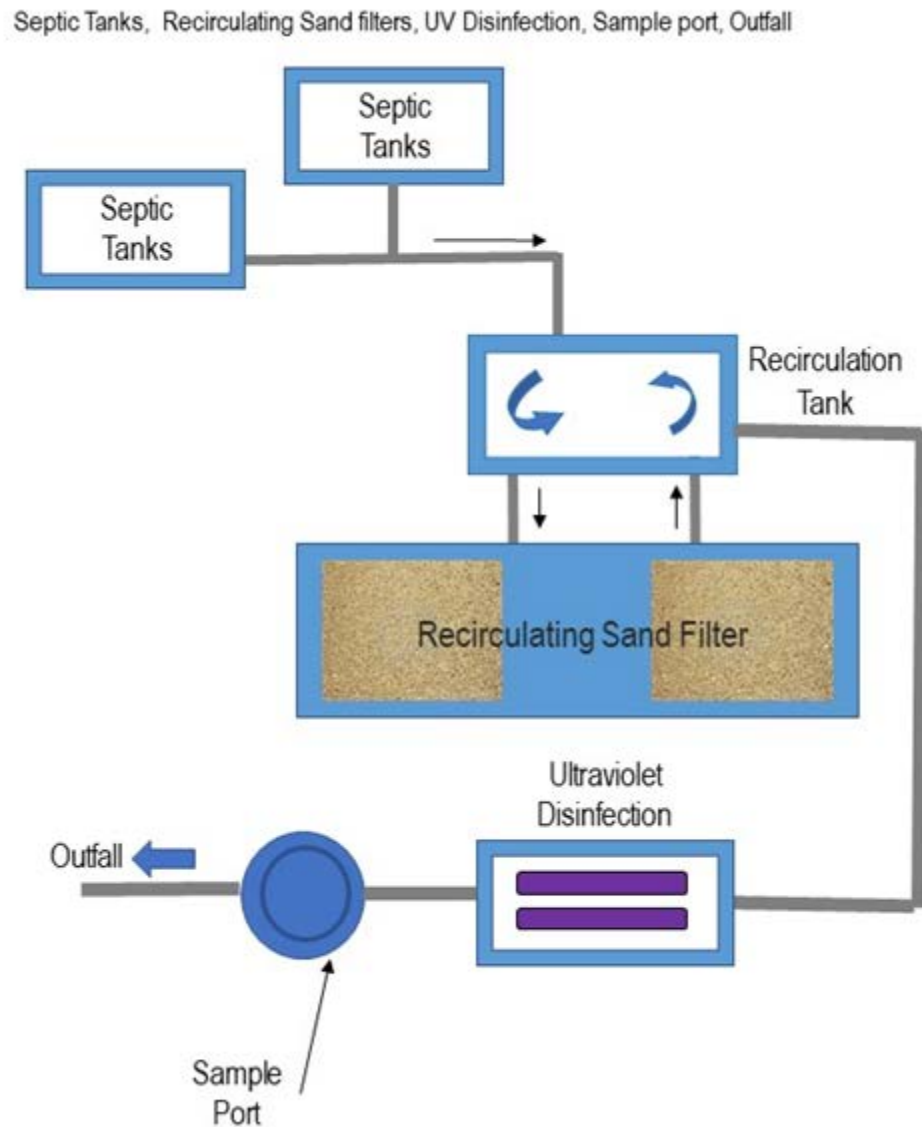 Septic Tanks, Recirculating Sand filters, UV Disinfection, Sample port, Outfall
Septic
Tanks
Septic
Tanks
Recirculation
Tank
Recirculating Sand Filter
Ultraviolet
Disinfection
Outfall
Sample
Port